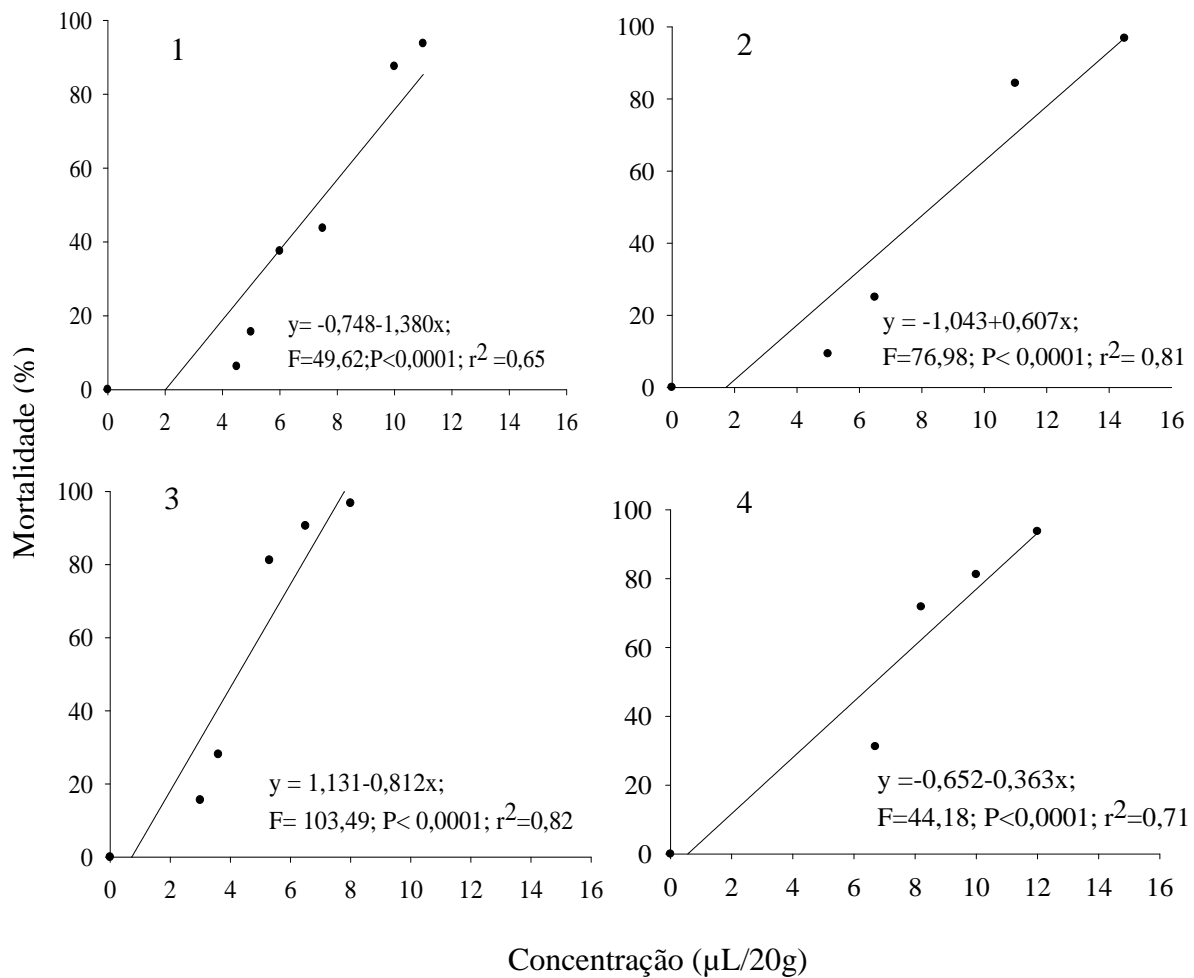 Mortalidade (%)
1
100
80
60
40
20
0
y= -0,748-1,380x;
F=49,62;P<0,0001; r2 =0,65
0 2 4 6 8 10 12 14 16
2
100
80
60
40
20
0
y = -1,043+0,607x;
F=76,98; P< 0,0001; r2= 0,81
0 2 4 6 8 10 12 14 16
3
100
80
60
40
20
0
y = 1,131-0,812x;
F= 103,49; P< 0,0001; r2=0,82
0 2 4 6 8 10 12 14 16
4
100
80
60
40
20
0
y =-0,652-0,363x;
F=44,18; P<0,0001; r2=0,71
0 2 4 6 8 10 12 14 16
Concentração (µL/20g)